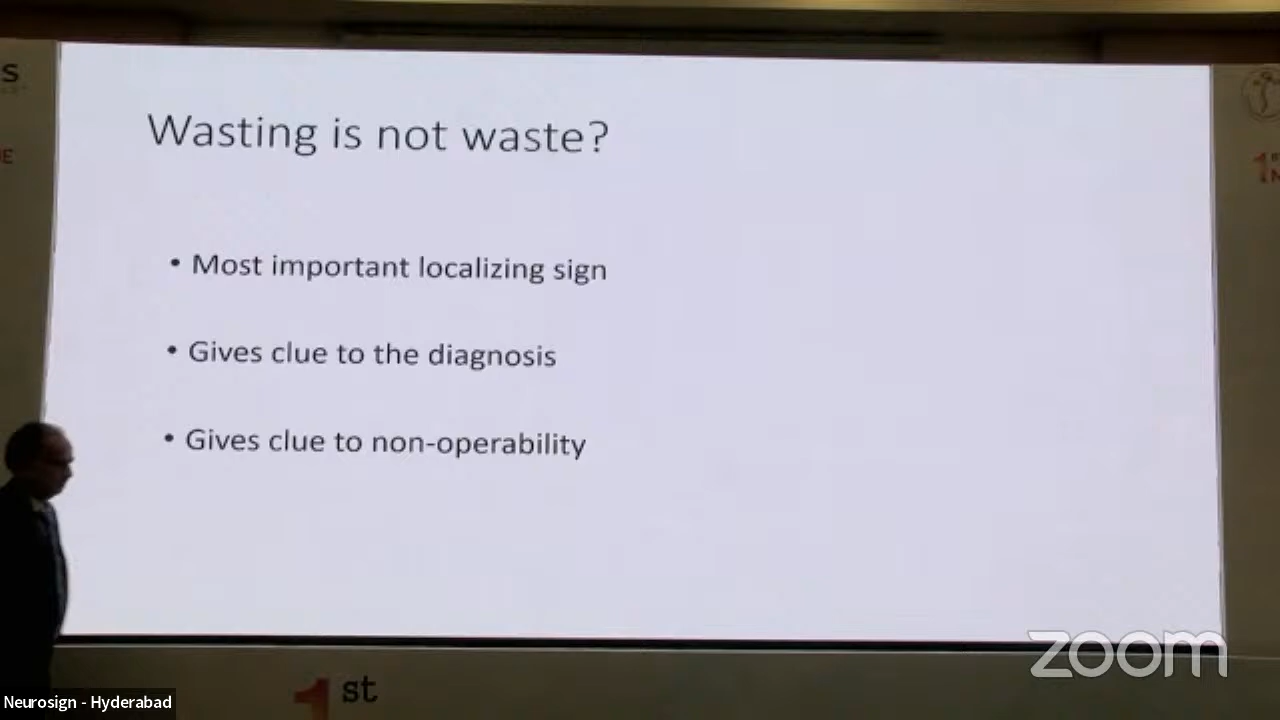 S
E
Wasting is not waste?
• Most important localizing sign
• Gives clue to the diagnosis
• Gives clue to non-operability
1
1st
zoom
Neurosign - Hyderabad